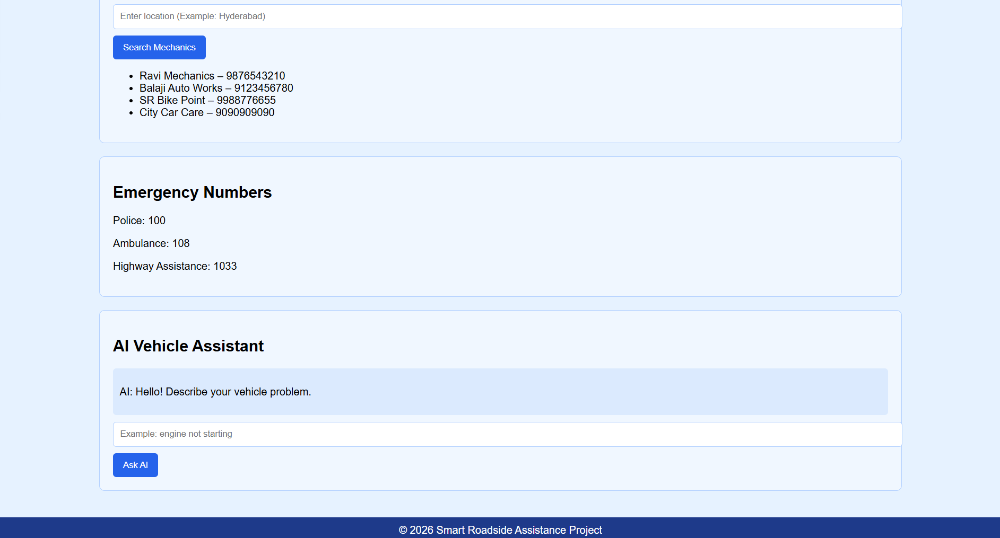 Enter location (Example: Hyderabad)
Search Mechanics
Ravi Mechanics – 9876543210
Balaji Auto Works – 9123456780
SR Bike Point – 9988776655
City Car Care – 9090909090
Emergency Numbers
Police: 100
Ambulance: 108
Highway Assistance: 1033
AI Vehicle Assistant
AI: Hello! Describe your vehicle problem.
Example: engine not starting
Ask AI
© 2026 Smart Roadside Assistance Project